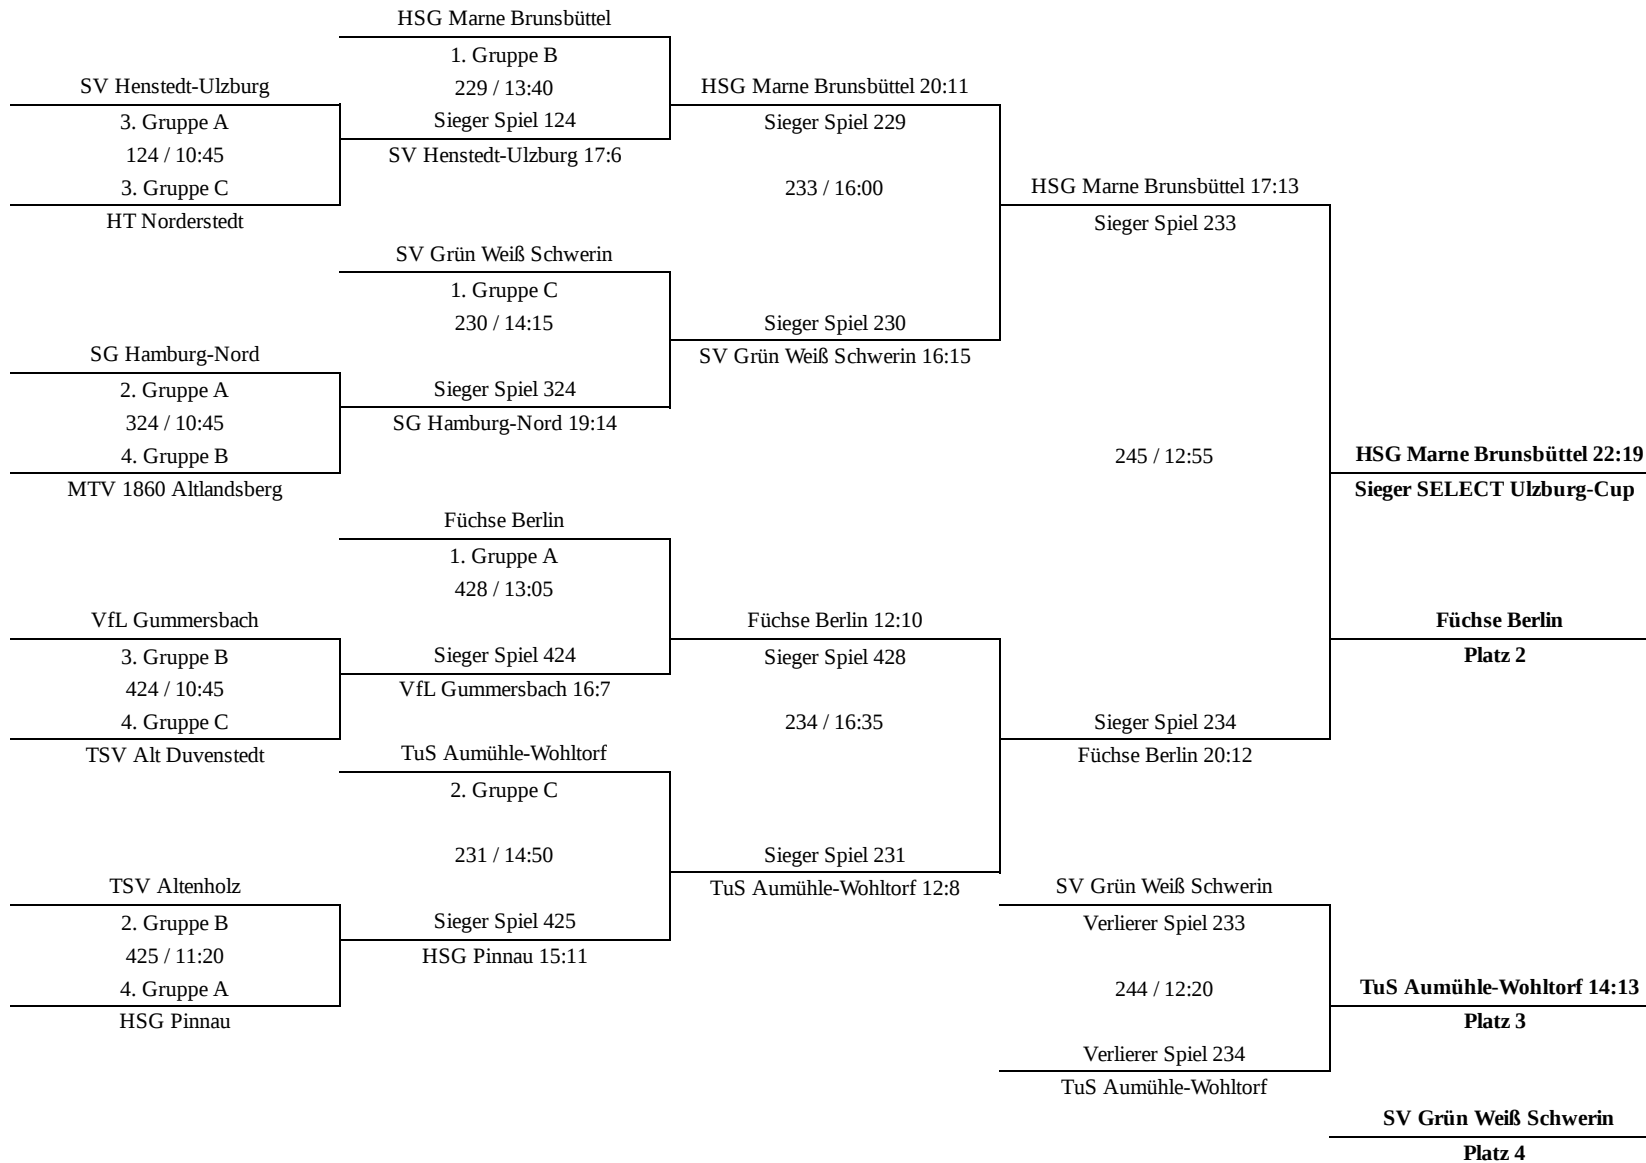 HSG Marne Brunsbüttel
1. Gruppe B
SV Henstedt-Ulzburg
229 / 13:40
HSG Marne Brunsbüttel 20:11
3. Gruppe A
Sieger Spiel 124
Sieger Spiel 229
124 / 10:45
SV Henstedt-Ulzburg 17:6
3. Gruppe C
233 / 16:00
HSG Marne Brunsbüttel 17:13
HT Norderstedt
Sieger Spiel 233
SV Grün Weiß Schwerin
1. Gruppe C
230 / 14:15
Sieger Spiel 230
SG Hamburg-Nord
SV Grün Weiß Schwerin 16:15
2. Gruppe A
Sieger Spiel 324
324 / 10:45
SG Hamburg-Nord 19:14
4. Gruppe B
245 / 12:55
HSG Marne Brunsbüttel 22:19
MTV 1860 Altlandsberg
Sieger SELECT Ulzburg-Cup
Füchse Berlin
1. Gruppe A
428 / 13:05
VfL Gummersbach
Füchse Berlin 12:10
Füchse Berlin
3. Gruppe B
Sieger Spiel 424
Sieger Spiel 428
Platz 2
424 / 10:45
VfL Gummersbach 16:7
4. Gruppe C
234 / 16:35
Sieger Spiel 234
TSV Alt Duvenstedt
TuS Aumühle-Wohltorf
Füchse Berlin 20:12
2. Gruppe C
231 / 14:50
Sieger Spiel 231
TSV Altenholz
TuS Aumühle-Wohltorf 12:8
SV Grün Weiß Schwerin
2. Gruppe B
Sieger Spiel 425
Verlierer Spiel 233
425 / 11:20
HSG Pinnau 15:11
4. Gruppe A
244 / 12:20
TuS Aumühle-Wohltorf 14:13
HSG Pinnau
Platz 3
Verlierer Spiel 234
TuS Aumühle-Wohltorf
SV Grün Weiß Schwerin
Platz 4